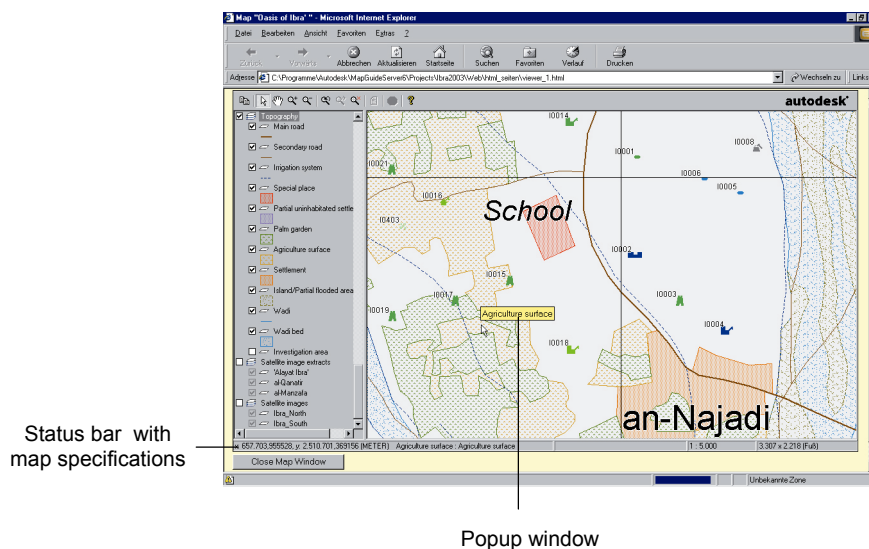 Map "Oasis of Ibra' " - Microsoft Internet Explorer
Datei Bearbeiten Ansicht Favoriten Extras ?
Zurück Vorwärts Abbrechen Aktualisieren Startseite Suchen Favoriten Verlauf Drucken
Adresse C:\Programme\Autodesk\MapGuideServer6\Projects\Ibra2003\Web\html_seiten\viewer_1.html Wechseln zu Links
autodesk
Topography
Main road
Secondary road
Irrigation system
Special place
Partial uninhabitated settle
Palm garden
Agriculture surface
Settlement
Island/Partial flooded area
Wadi
Wadi bed
Investigation area
Satellite image extracts
'Alayat Ibra'
al-Qanatir
al-Manzafa
Satellite images
Ibra_North
Ibra_South
I0014
I0001
I0008
I0021
I0006
I0005
I0016
School
I0403
I0002
I0015
I0017
I0003
I0019
Agriculture surface
I0004
I0018
an-Najadi
x: 657.703,955528, y: 2.510.701,369156 (METER) Agriculture surface : Agriculture surface 1 : 5.000 3.307 x 2.218 (Fuß)
Close Map Window
Unbekannte Zone
Status bar with
map specifications
Popup window